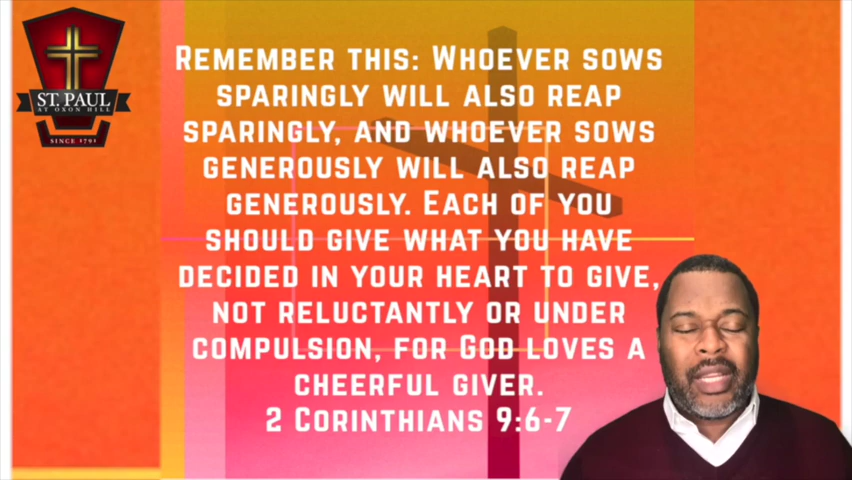 ST. PAUL
AT OXON HILL
SINCE 1791
REMEMBER THIS: WHOEVER SOWS
SPARINGLY WILL ALSO REAP
SPARINGLY, AND WHOEVER SOWS
GENEROUSLY WILL ALSO REAP
GENEROUSLY. EACH OF YOU
SHOULD GIVE WHAT YOU HAVE
DECIDED IN YOUR HEART TO GIVE,
NOT RELUCTANTLY OR UNDER
COMPULSION, FOR GOD LOVES A
CHEERFUL GIVER.
2 CORINTHIANS 9:6-7